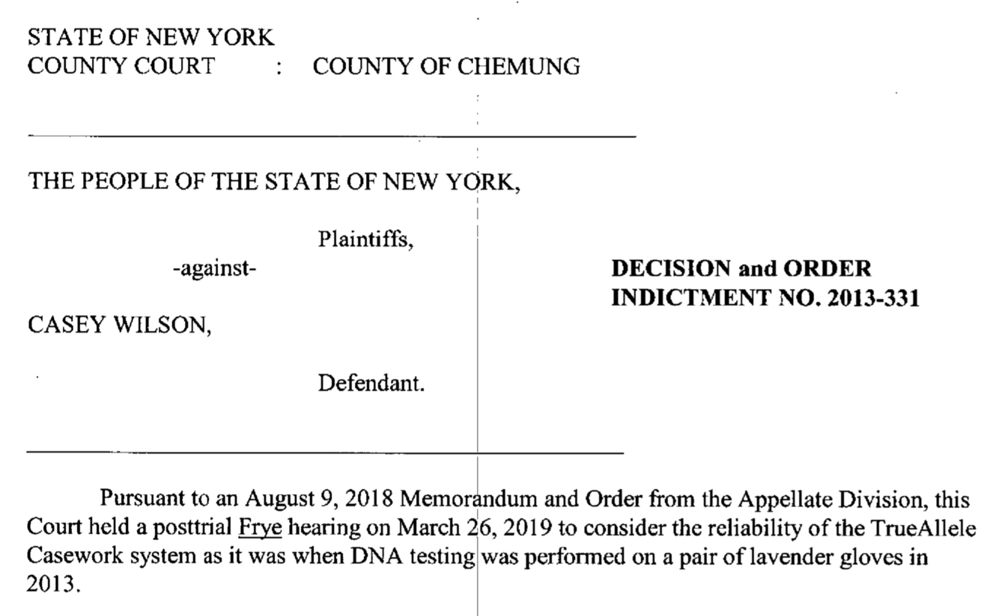 STATE OF NEW YORK
COUNTY COURT : COUNTY OF CHEMUNG
THE PEOPLE OF THE STATE OF NEW YORK,
Plaintiffs,
-against-
DECISION and ORDER
INDICTMENT NO. 2013-331
CASEY WILSON,
Defendant.
Pursuant to an August 9, 2018 Memorandum and Order from the Appellate Division, this
Court held a posttrial Frye hearing on March 26, 2019 to consider the reliability of the TrueAllele
Casework system as it was when DNA testing was performed on a pair of lavender gloves in
2013.